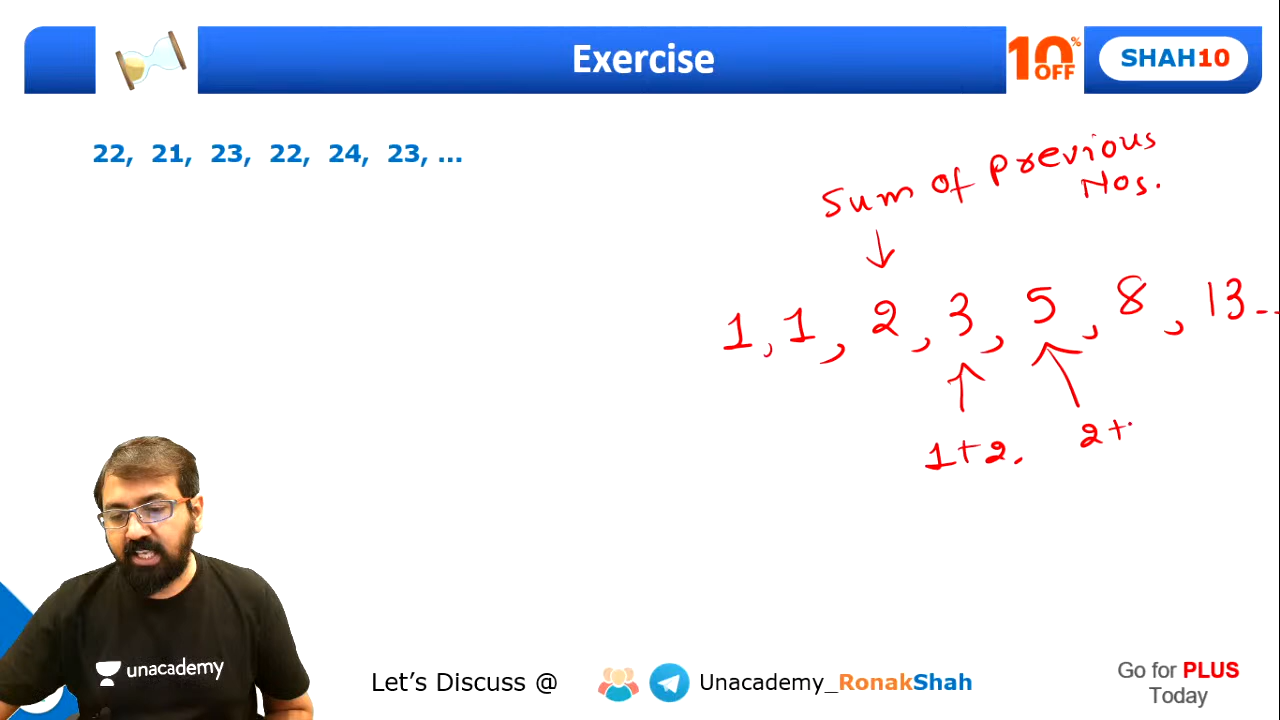 Exercise
10% OFF
SHAH10
22, 21, 23, 22, 24, 23, ...
Sum of Previous
Nos.
1, 1, 2, 3, 5, 8, 13--
1+2.
2+
unacademy
Let's Discuss @
Unacademy_RonakShah
Go for PLUS
Today